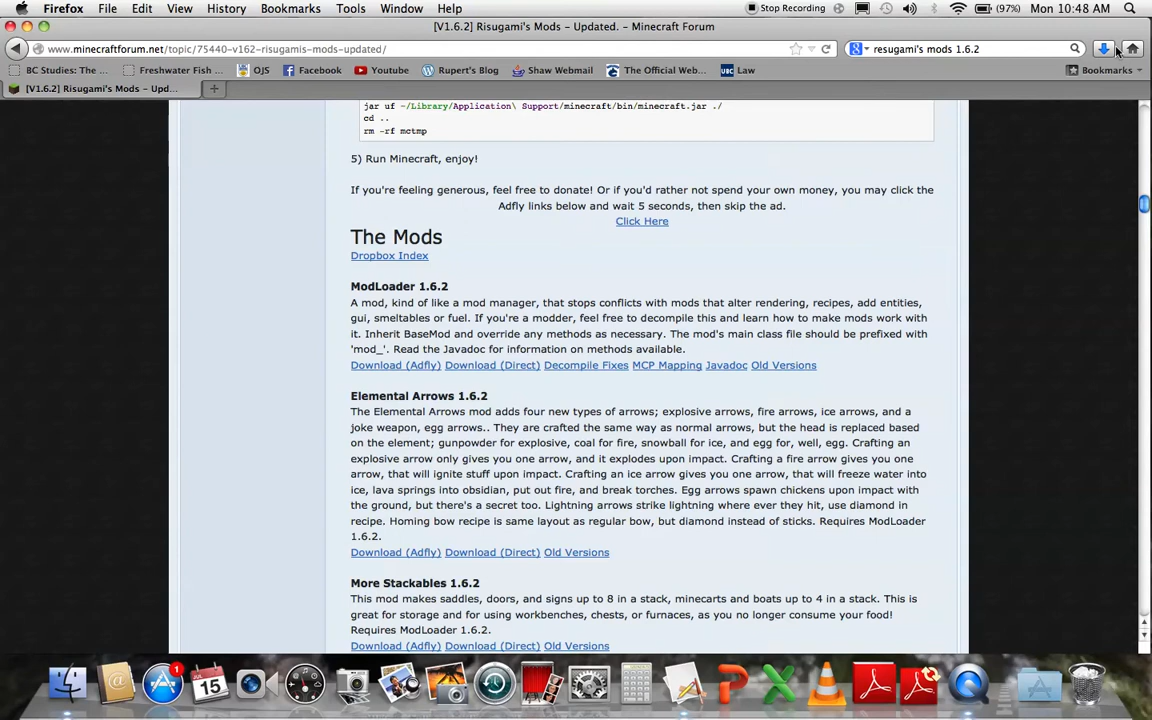 Firefox File Edit View History Bookmarks Tools Window Help Stop Recording (97%) Mon 10:48 AM
[V1.6.2] Risugami's Mods - Updated. - Minecraft Forum
www.minecraftforum.net/topic/75440-v162-risugamis-mods-updated/ resugami's mods 1.6.2
BC Studies: The ... Freshwater Fish ... OJS Facebook Youtube Rupert's Blog Shaw Webmail The Official Web... UBC Law Bookmarks
[V1.6.2] Risugami's Mods - Upd...
jar uf ~/Library/Application\ Support/minecraft/bin/minecraft.jar ./
cd ..
rm -rf mctmp
5) Run Minecraft, enjoy!
If you're feeling generous, feel free to donate! Or if you'd rather not spend your own money, you may click the
Adfly links below and wait 5 seconds, then skip the ad.
Click Here
The Mods
Dropbox Index
ModLoader 1.6.2
A mod, kind of like a mod manager, that stops conflicts with mods that alter rendering, recipes, add entities,
gui, smeltables or fuel. If you're a modder, feel free to decompile this and learn how to make mods work with
it. Inherit BaseMod and override any methods as necessary. The mod's main class file should be prefixed with
'mod_'. Read the Javadoc for information on methods available.
Download (Adfly) Download (Direct) Decompile Fixes MCP Mapping Javadoc Old Versions
Elemental Arrows 1.6.2
The Elemental Arrows mod adds four new types of arrows; explosive arrows, fire arrows, ice arrows, and a
joke weapon, egg arrows.. They are crafted the same way as normal arrows, but the head is replaced based
on the element; gunpowder for explosive, coal for fire, snowball for ice, and egg for, well, egg. Crafting an
explosive arrow only gives you one arrow, and it explodes upon impact. Crafting a fire arrow gives you one
arrow, that will ignite stuff upon impact. Crafting an ice arrow gives you one arrow, that will freeze water into
ice, lava springs into obsidian, put out fire, and break torches. Egg arrows spawn chickens upon impact with
the ground, but there's a secret too. Lightning arrows strike lightning where ever they hit, use diamond in
recipe. Homing bow recipe is same layout as regular bow, but diamond instead of sticks. Requires ModLoader
1.6.2.
Download (Adfly) Download (Direct) Old Versions
More Stackables 1.6.2
This mod makes saddles, doors, and signs up to 8 in a stack, minecarts and boats up to 4 in a stack. This is
great for storage and for using workbenches, chests, or furnaces, as you no longer consume your food!
Requires ModLoader 1.6.2.
Download (Adfly) Download (Direct) Old Versions
1
JUL
15